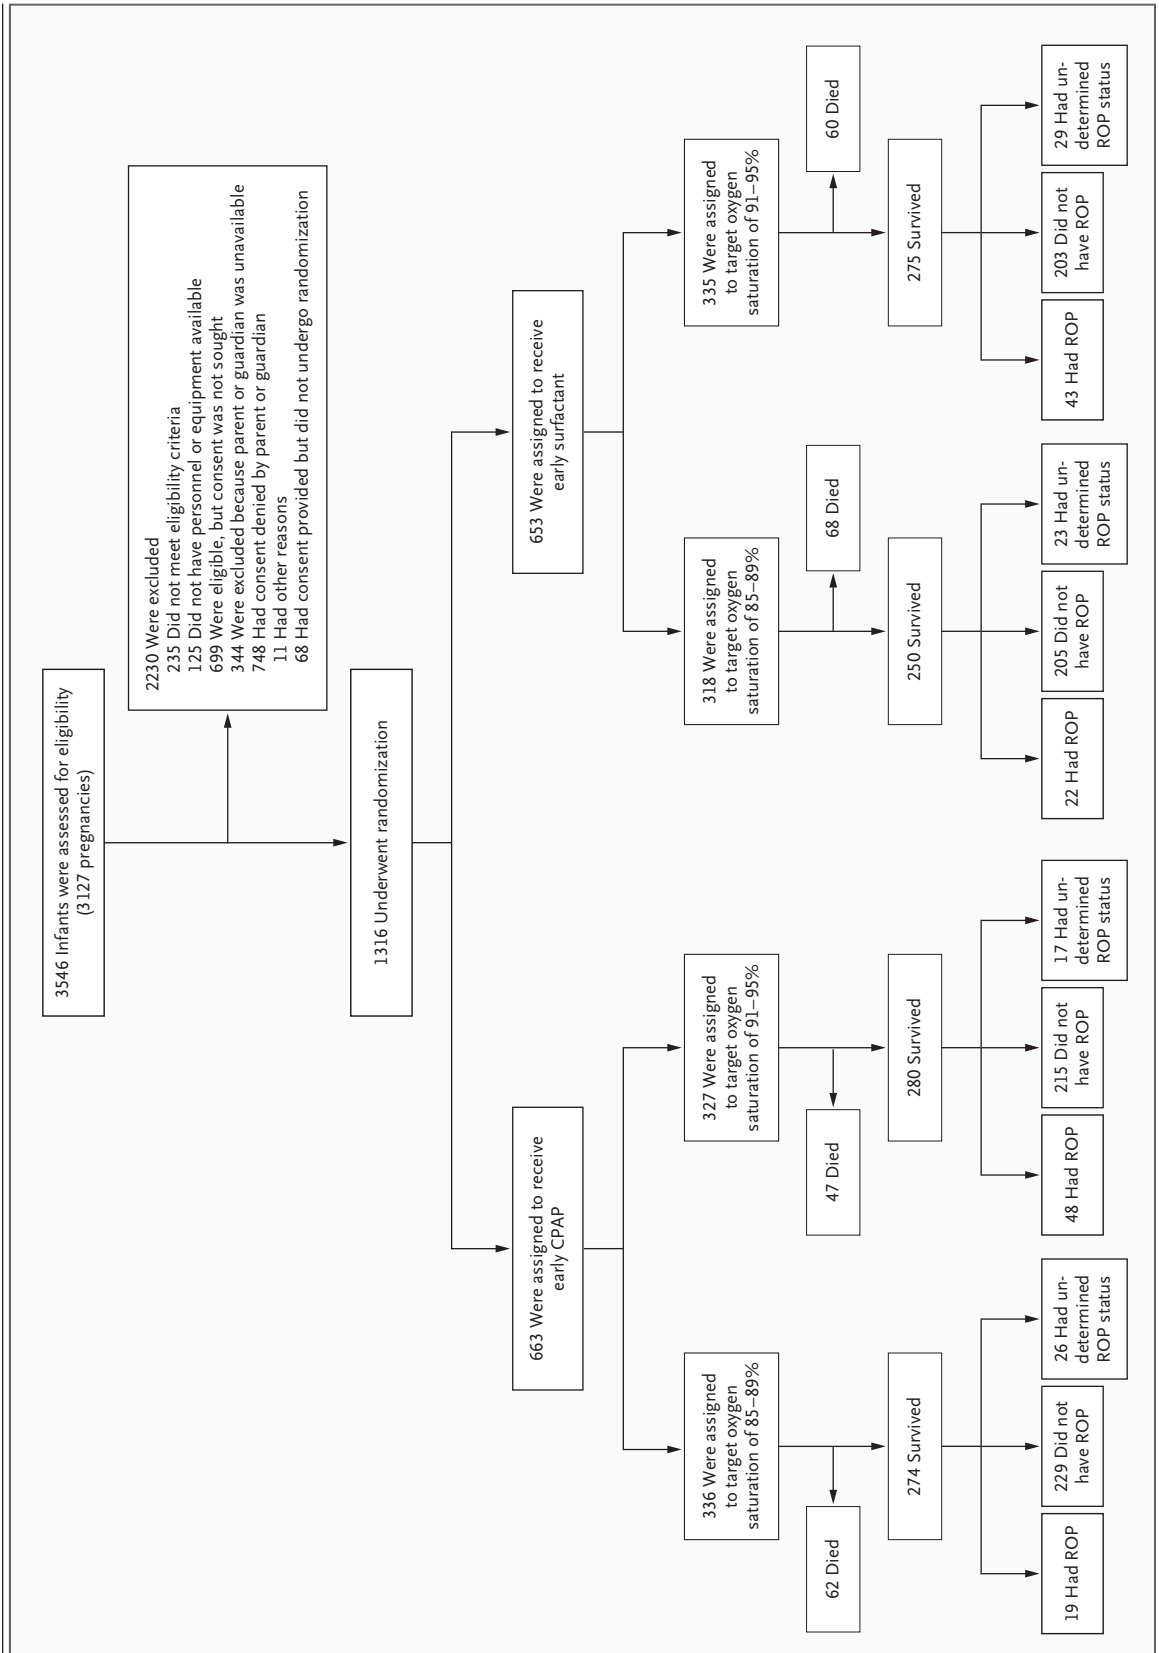 3546 Infants were assessed for eligibility
(3127 pregnancies)
2230 Were excluded
235 Did not meet eligibility criteria
125 Did not have personnel or equipment available
699 Were eligible, but consent was not sought
344 Were excluded because parent or guardian was unavailable
748 Had consent denied by parent or guardian
11 Had other reasons
68 Had consent provided but did not undergo randomization
1316 Underwent randomization
663 Were assigned to receive
early CPAP
653 Were assigned to receive
early surfactant
336 Were assigned
to target oxygen
saturation of 85–89%
327 Were assigned
to target oxygen
saturation of 91–95%
318 Were assigned
to target oxygen
saturation of 85–89%
335 Were assigned
to target oxygen
saturation of 91–95%
62 Died
47 Died
68 Died
60 Died
274 Survived
280 Survived
250 Survived
275 Survived
19 Had ROP
229 Did not
have ROP
26 Had un-
determined
ROP status
48 Had ROP
215 Did not
have ROP
17 Had un-
determined
ROP status
22 Had ROP
205 Did not
have ROP
23 Had un-
determined
ROP status
43 Had ROP
203 Did not
have ROP
29 Had un-
determined
ROP status